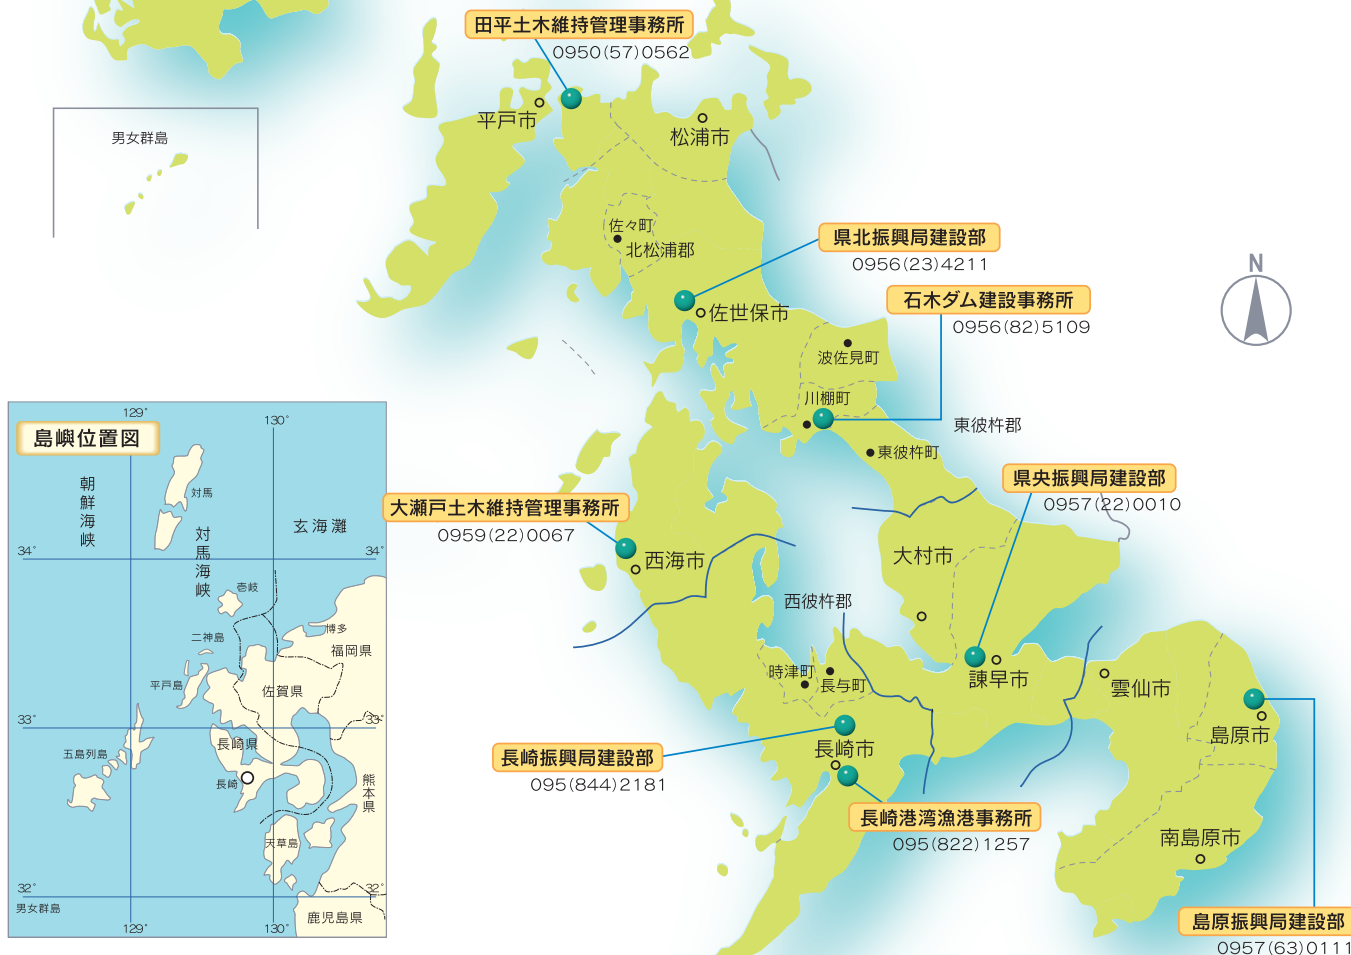 田平土木維持管理事務所
0950(57)0562
平戸市
松浦市
男女群島
佐々町
北松浦郡
県北振興局建設部
0956(23)4211
佐世保市
石木ダム建設事務所
0956(82)5109
N
波佐見町
川棚町
東彼杵郡
東彼杵町
県央振興局建設部
0957(22)0010
大瀬戸土木維持管理事務所
0959(22)0067
西海市
大村市
西彼杵郡
時津町
長与町
諫早市
雲仙市
島原市
長崎市
長崎振興局建設部
095(844)2181
長崎港湾漁港事務所
095(822)1257
南島原市
島原振興局建設部
0957(63)0111
島嶼位置図
129°
130°
朝鮮海峡
対馬
対馬海峡
玄海灘
34°
34°
壱岐
二神島
博多
福岡県
平戸島
佐賀県
33°
33°
長崎県
五島列島
長崎
熊本県
天草島
32°
32°
男女群島
鹿児島県
129°
130°